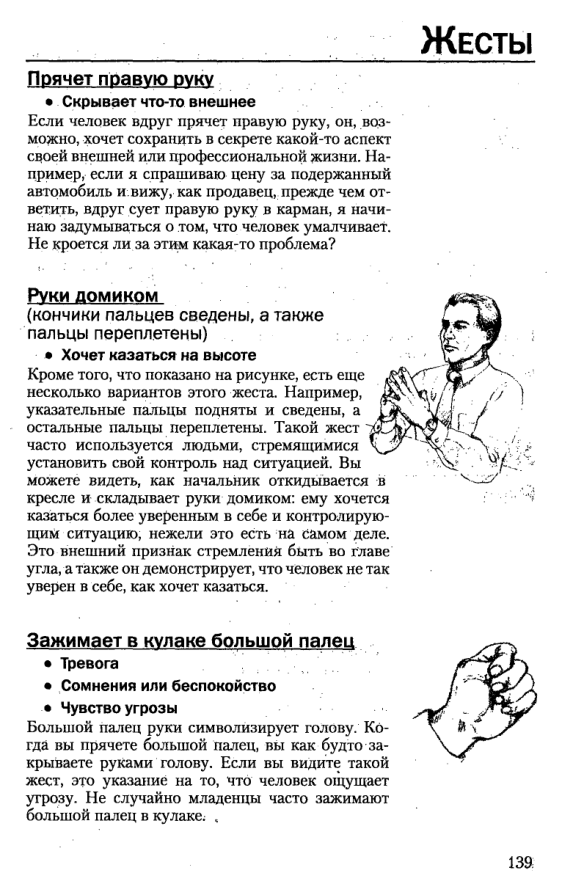 Жесты
Прячет правую руку
• Скрывает что-то внешнее
Если человек вдруг прячет правую руку, он, воз-
можно, хочет сохранить в секрете какой-то аспект
своей внешней или профессиональной жизни. На-
пример, если я спрашиваю цену за подержанный
автомобиль и вижу, как продавец, прежде чем от-
ветить, вдруг сует правую руку в карман, я начи-
наю задумываться о том, что человек умалчивает.
Не кроется ли за этим какая-то проблема?
Руки домиком
(кончики пальцев сведены, а также
пальцы переплетены)
• Хочет казаться на высоте
Кроме того, что показано на рисунке, есть еще
несколько вариантов этого жеста. Например,
указательные пальцы подняты и сведены, а
остальные пальцы переплетены. Такой жест
часто используется людьми, стремящимися
установить свой контроль над ситуацией. Вы
можете видеть, как начальник откидывается в
кресле и складывает руки домиком: ему хочется
казаться более уверенным в себе и контролирую-
щим ситуацию, нежели это есть на самом деле.
Это внешний признак стремления быть во главе
угла, а также он демонстрирует, что человек не так
уверен в себе, как хочет казаться.
Зажимает в кулаке большой палец
• Тревога
• Сомнения или беспокойство
• Чувство угрозы
Большой палец руки символизирует голову. Ко-
гда вы прячете большой палец, вы как будто за-
крываете руками голову. Если вы видите такой
жест, это указание на то, что человек ощущает
угрозу. Не случайно младенцы часто зажимают
большой палец в кулаке.
139